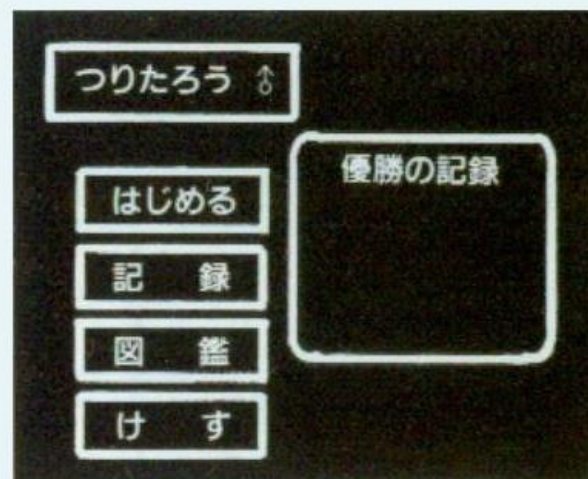 つりたろう ♂
はじめる
記 録
図 鑑
け す
優勝の記録